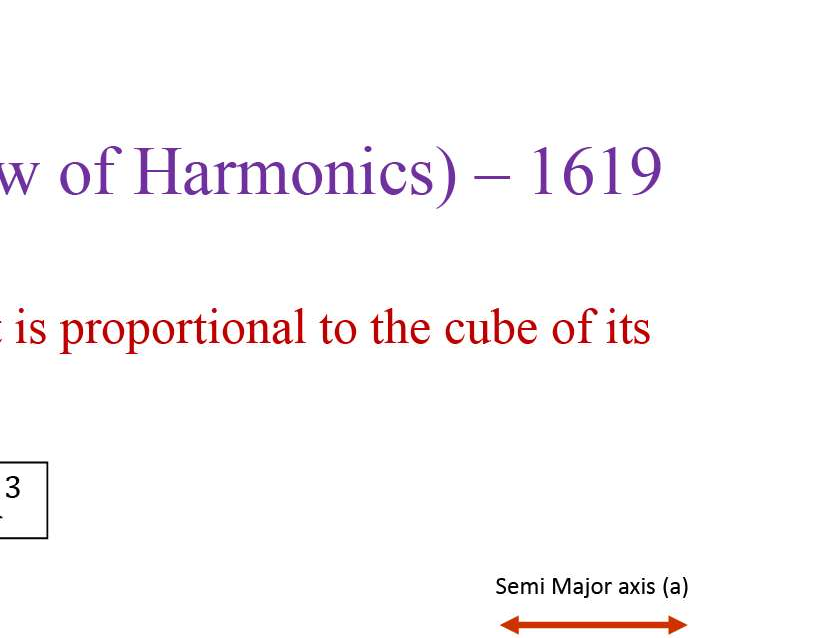 w of Harmonics) – 1619
is proportional to the cube of its
3
Semi Major axis (a)